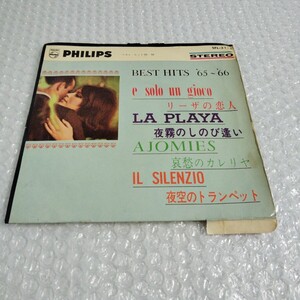 PHILIPS
STEREO
BEST HITS '65-'66
e solo un gioco
リーザの恋人
LA PLAYA
夜霧のしのび逢い
AJOMIES
哀愁のカレリヤ
IL SILENZIO
夜空のトランペット